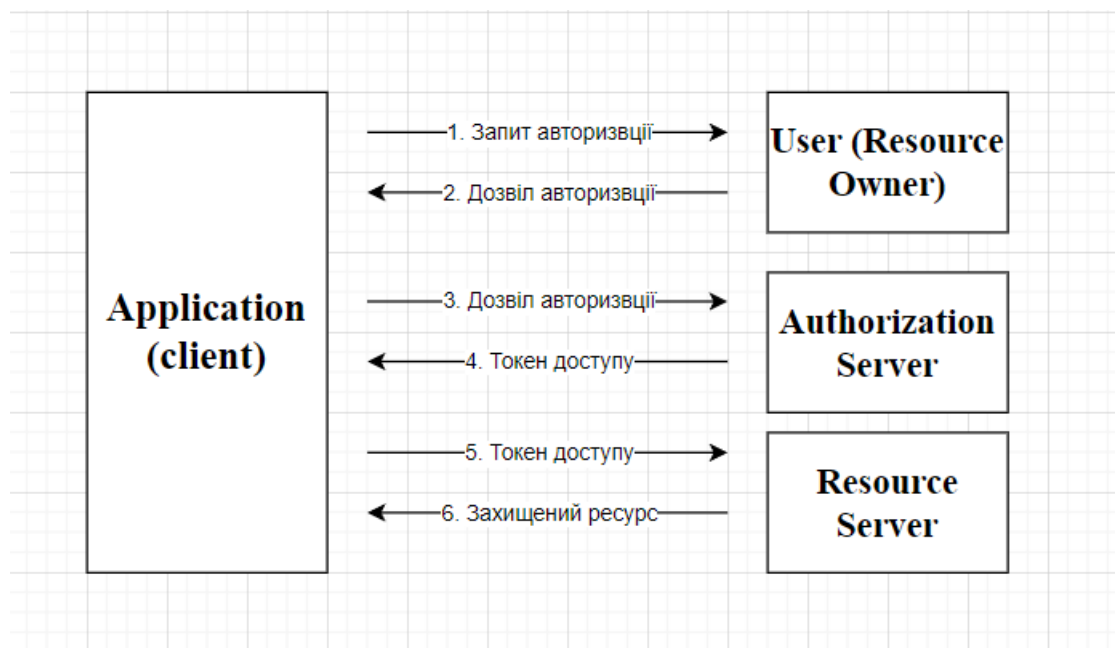 1. Запит авторизвції
User (Resource
Owner)
2. Дозвіл авторизвції
Application
(client)
3. Дозвіл авторизвції
Authorization
Server
4. Токен доступу
5. Токен доступу
Resource
Server
6. Захищений ресурс